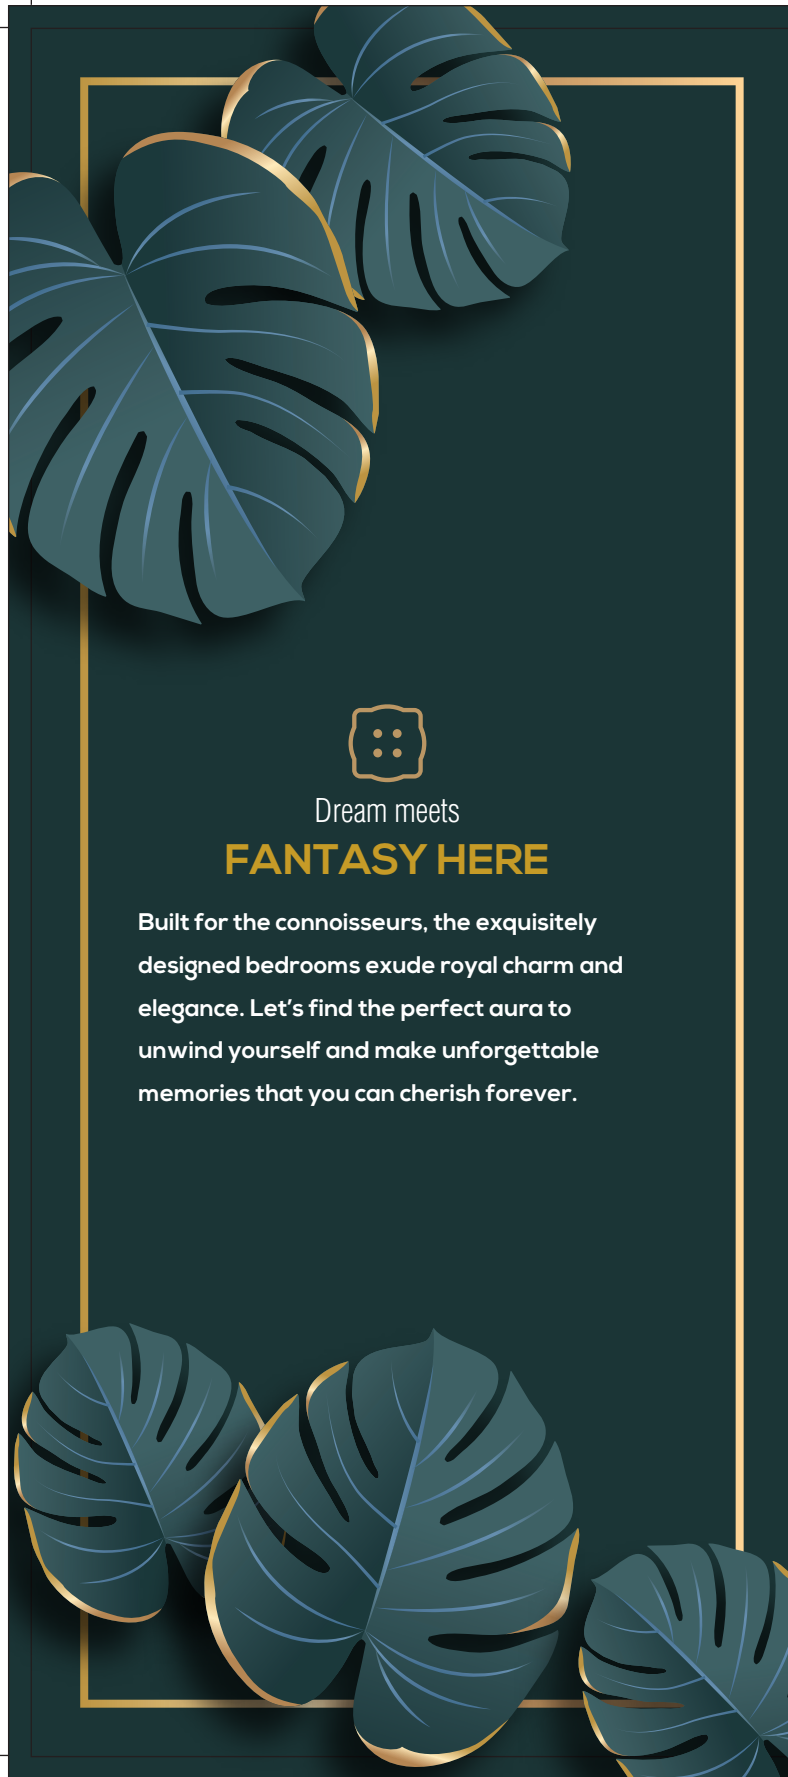 Dream meets
FANTASY HERE
Built for the connoisseurs, the exquisitely
designed bedrooms exude royal charm and
elegance. Let's find the perfect aura to
unwind yourself and make unforgettable
memories that you can cherish forever.